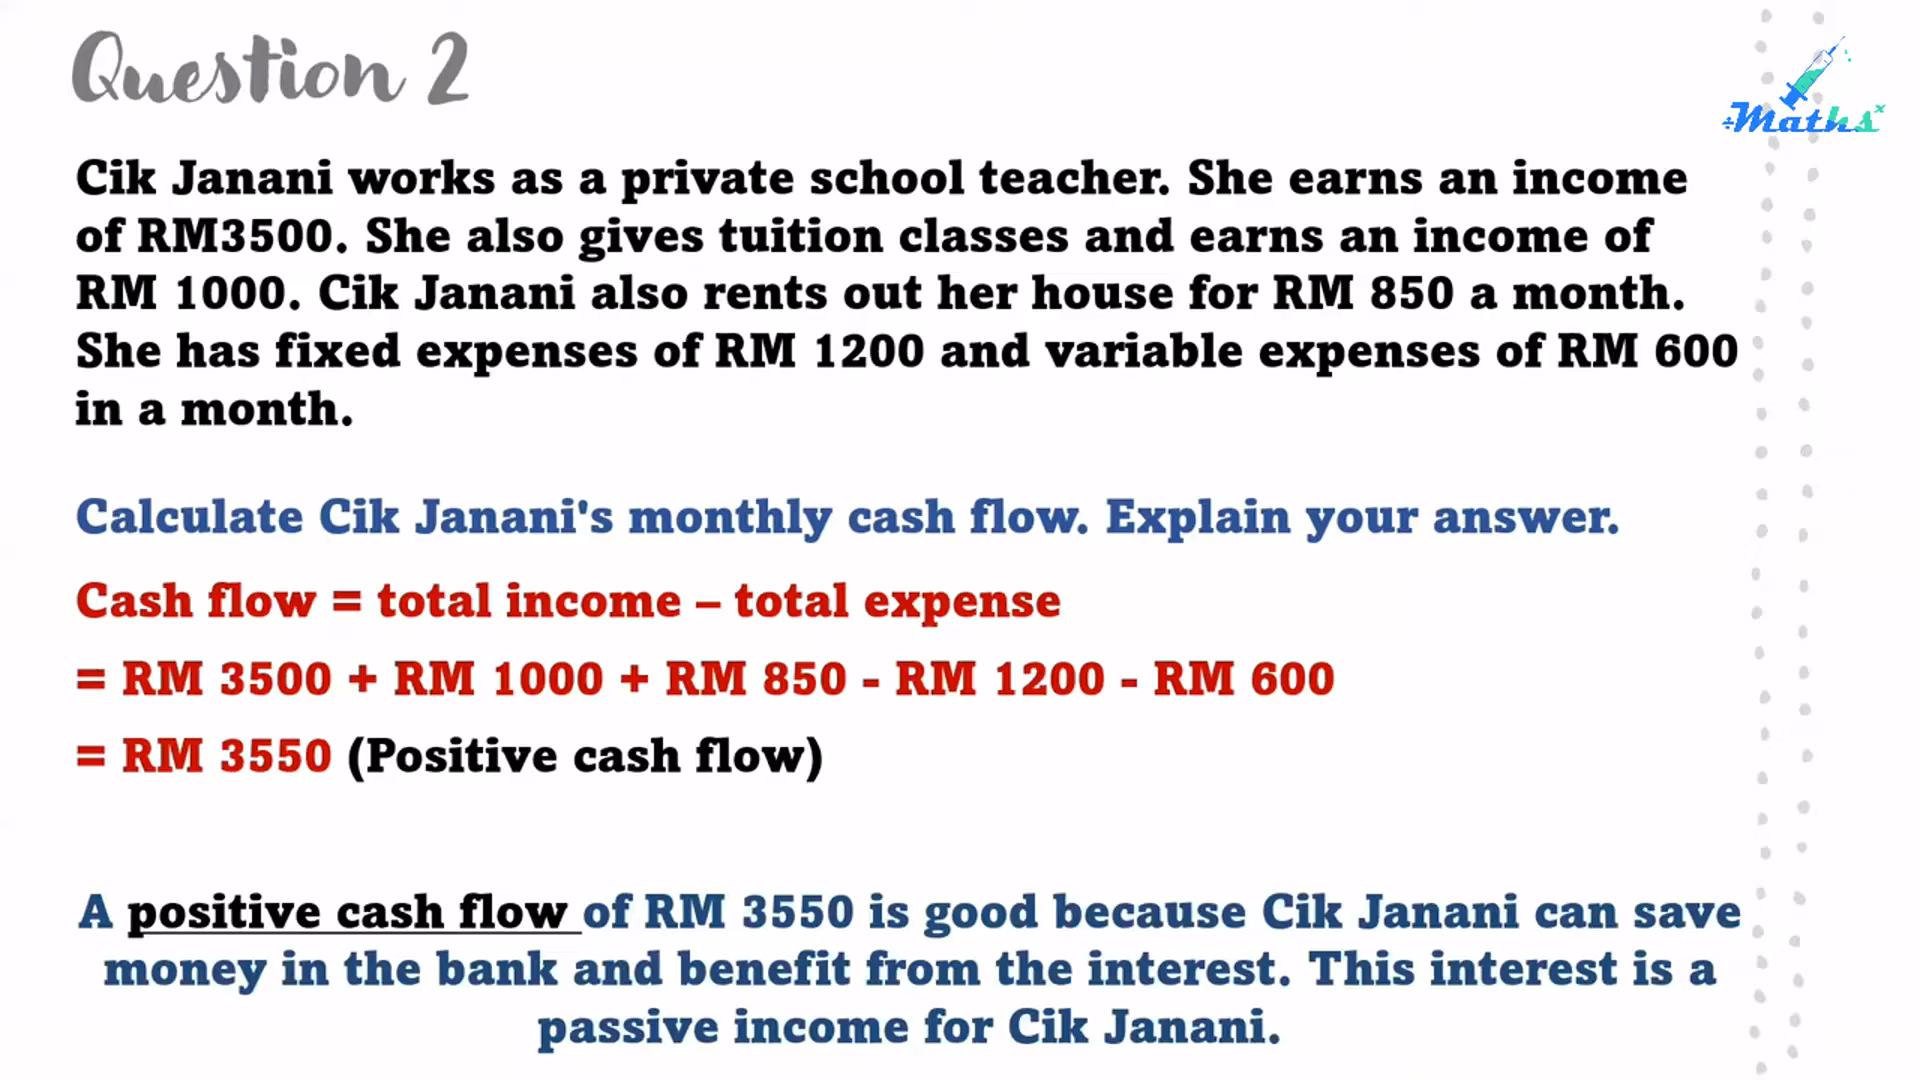 Question 2
÷Maths×
Cik Janani works as a private school teacher. She earns an income
of RM3500. She also gives tuition classes and earns an income of
RM 1000. Cik Janani also rents out her house for RM 850 a month.
She has fixed expenses of RM 1200 and variable expenses of RM 600
in a month.
Calculate Cik Janani's monthly cash flow. Explain your answer.
Cash flow = total income – total expense
= RM 3500 + RM 1000 + RM 850 - RM 1200 - RM 600
= RM 3550 (Positive cash flow)
A positive cash flow of RM 3550 is good because Cik Janani can save
money in the bank and benefit from the interest. This interest is a
passive income for Cik Janani.